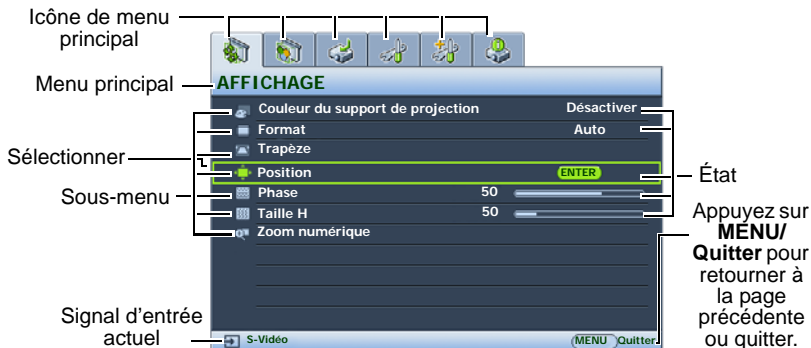 Icône de menu
principal
Menu principal
AFFICHAGE
Couleur du support de projection Désactiver
Format Auto
Trapèze
Sélectionner
Position ENTER
État
Sous-menu
Phase 50
Taille H 50
Zoom numérique
Appuyez sur
MENU/
Quitter pour
retourner à
la page
précédente
ou quitter.
Signal d'entrée
actuel
S-Vidéo MENU Quitter